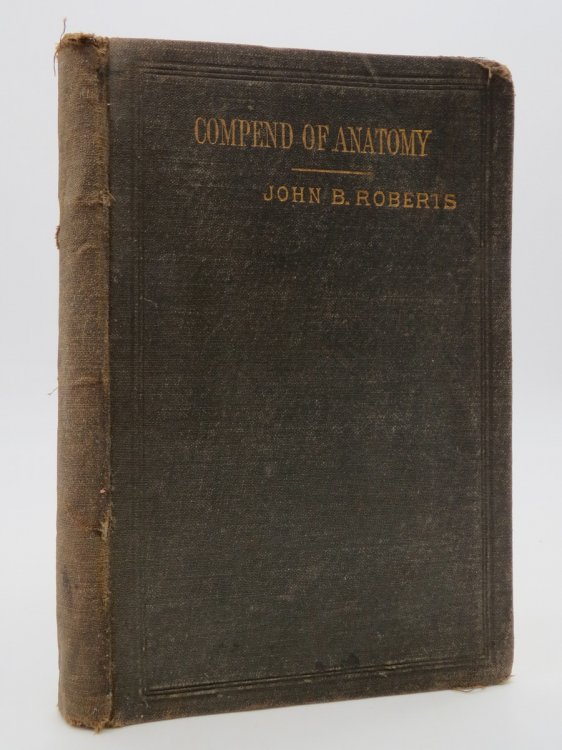 COMPEND OF ANATOMY
JOHN B. ROBERTS